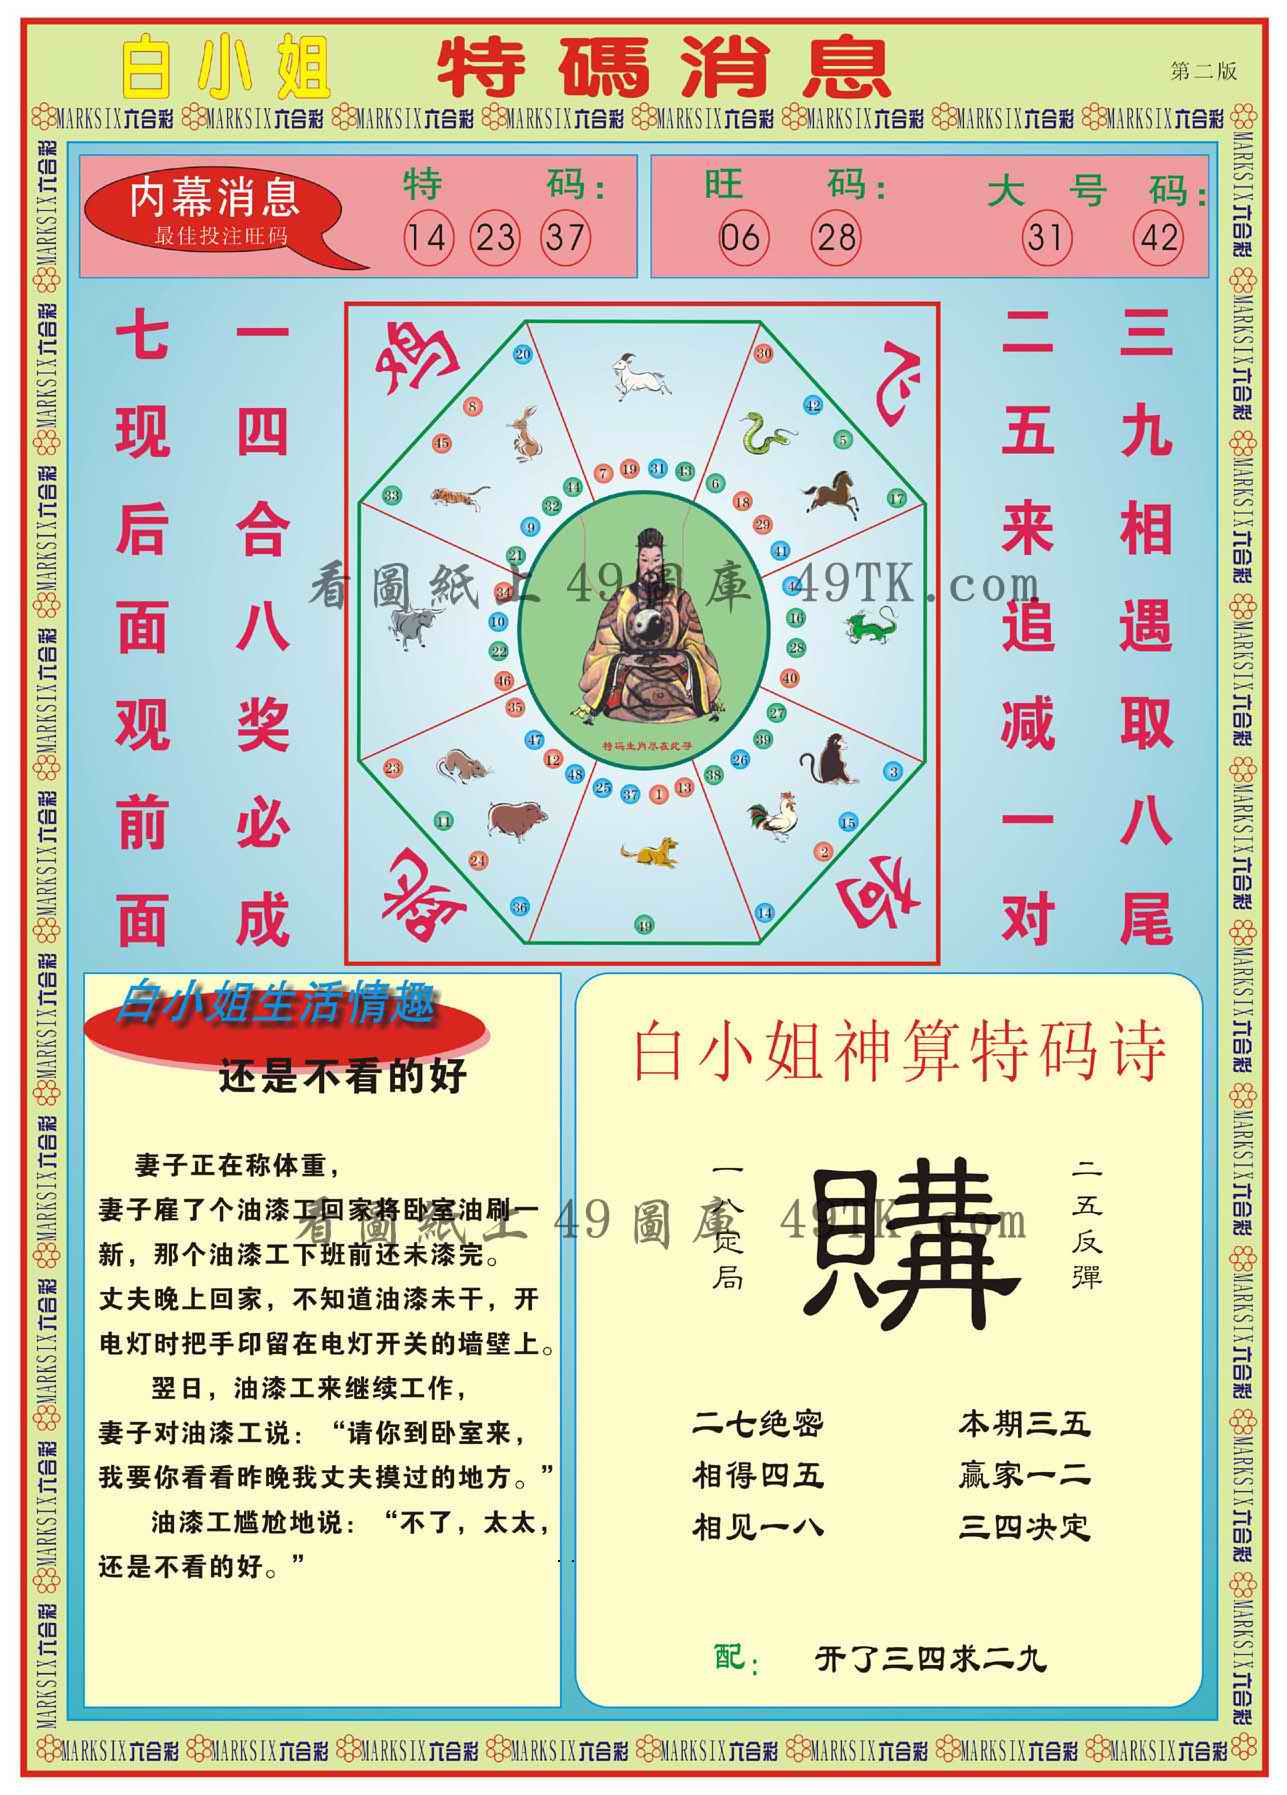 白小姐 特碼消息
第二版
MARKSIX六合彩 MARKSIX六合彩 MARKSIX六合彩 MARKSIX六合彩 MARKSIX六合彩 MARKSIX六合彩 MARKSIX六合彩 MARKSIX六合彩
内幕消息
最佳投注旺码
特 码：
14 23 37
旺 码：
06 28
大 号 码：
31 42
七现后面观前面
一四合八奖必成
二五来追减一对
三九相遇取八尾
鸡
飞
蛇
狗
20 30
8 42
45 5
33 17
7 19 31 43
44 6
32 18
9 29
21 41
34
10 16
22 28
46 40
35 27
47 39
12 26
48 38
25 37 1 13
23 3
11 15
24 2
36 14
49
特码生肖尽在此寻
看圖紙上49圖庫 49TK.com
白小姐生活情趣
还是不看的好
妻子正在称体重，
妻子雇了个油漆工回家将卧室油刷一
新，那个油漆工下班前还未漆完。
丈夫晚上回家，不知道油漆未干，开
电灯时把手印留在电灯开关的墙壁上。
翌日，油漆工来继续工作，
妻子对油漆工说：“请你到卧室来，
我要你看看昨晚我丈夫摸过的地方。”
油漆工尴尬地说：“不了，太太，
还是不看的好。”
白小姐神算特码诗
一八定局
購
二五反彈
看圖紙上49圖庫 49TK.com
二七绝密 本期三五
相得四五 赢家一二
相见一八 三四决定
配： 开了三四求二九
MARKSIX六合彩 MARKSIX六合彩 MARKSIX六合彩 MARKSIX六合彩 MARKSIX六合彩 MARKSIX六合彩 MARKSIX六合彩 MARKSIX六合彩